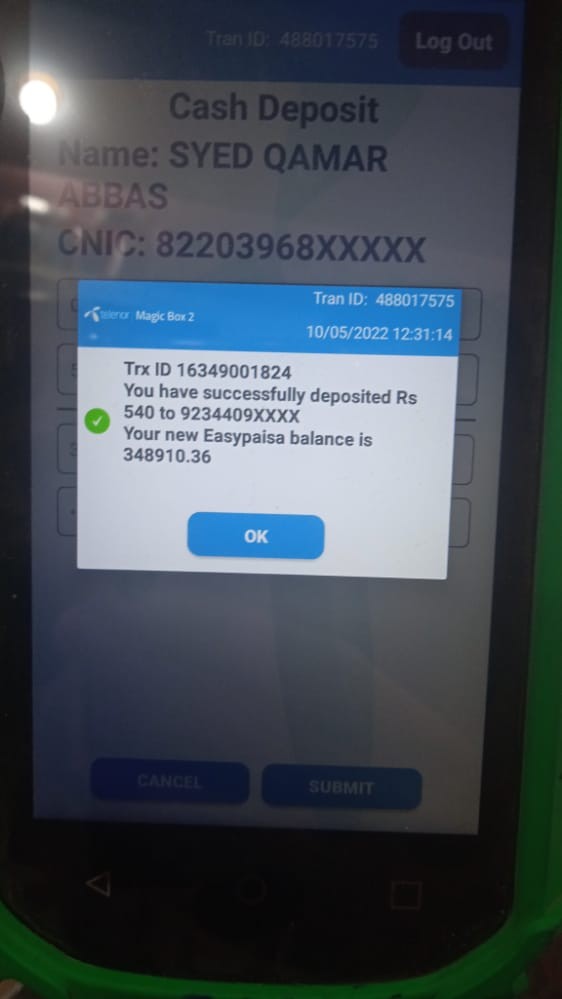 Tran ID: 488017575
Log Out
Cash Deposit
Name: SYED QAMAR
ABBAS
CNIC: 82203968XXXXX
telenor Magic Box 2
Tran ID: 488017575
10/05/2022 12:31:14
Trx ID 16349001824
You have successfully deposited Rs
540 to 9234409XXXX
Your new Easypaisa balance is
348910.36
OK
CANCEL
SUBMIT